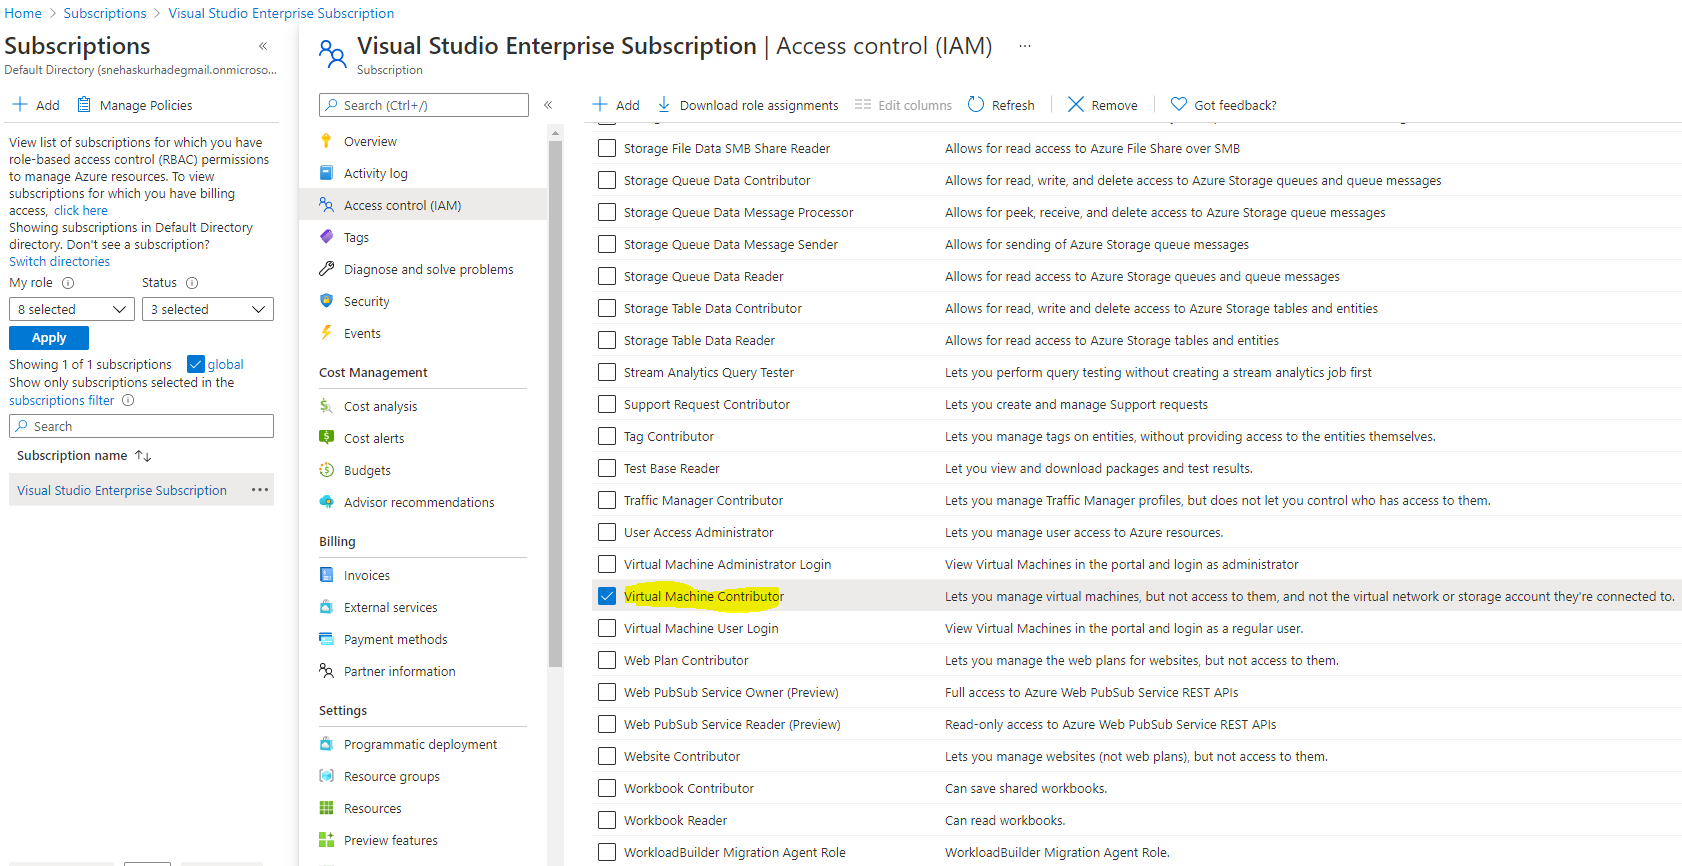 Home > Subscriptions > Visual Studio Enterprise Subscription
Subscriptions
«
Default Directory (snehaskurhadegmail.onmicroso...
Add
Manage Policies
View list of subscriptions for which you have
role-based access control (RBAC) permissions
to manage Azure resources. To view
subscriptions for which you have billing
access, click here
Showing subscriptions in Default Directory
directory. Don't see a subscription?
Switch directories
My role
Status
8 selected
3 selected
Apply
Showing 1 of 1 subscriptions
global
Show only subscriptions selected in the
subscriptions filter
Search
Subscription name ↑↓
Visual Studio Enterprise Subscription ...
Visual Studio Enterprise Subscription | Access control (IAM) ...
Subscription
Search (Ctrl+/)
«
Overview
Activity log
Access control (IAM)
Tags
Diagnose and solve problems
Security
Events
Cost Management
Cost analysis
Cost alerts
Budgets
Advisor recommendations
Billing
Invoices
External services
Payment methods
Partner information
Settings
Programmatic deployment
Resource groups
Resources
Preview features
Add
Download role assignments
Edit columns
Refresh
Remove
Got feedback?
Storage File Data SMB Share Reader Allows for read access to Azure File Share over SMB
Storage Queue Data Contributor Allows for read, write, and delete access to Azure Storage queues and queue messages
Storage Queue Data Message Processor Allows for peek, receive, and delete access to Azure Storage queue messages
Storage Queue Data Message Sender Allows for sending of Azure Storage queue messages
Storage Queue Data Reader Allows for read access to Azure Storage queues and queue messages
Storage Table Data Contributor Allows for read, write and delete access to Azure Storage tables and entities
Storage Table Data Reader Allows for read access to Azure Storage tables and entities
Stream Analytics Query Tester Lets you perform query testing without creating a stream analytics job first
Support Request Contributor Lets you create and manage Support requests
Tag Contributor Lets you manage tags on entities, without providing access to the entities themselves.
Test Base Reader Let you view and download packages and test results.
Traffic Manager Contributor Lets you manage Traffic Manager profiles, but does not let you control who has access to them.
User Access Administrator Lets you manage user access to Azure resources.
Virtual Machine Administrator Login View Virtual Machines in the portal and login as administrator
Virtual Machine Contributor Lets you manage virtual machines, but not access to them, and not the virtual network or storage account they're connected to.
Virtual Machine User Login View Virtual Machines in the portal and login as a regular user.
Web Plan Contributor Lets you manage the web plans for websites, but not access to them.
Web PubSub Service Owner (Preview) Full access to Azure Web PubSub Service REST APIs
Web PubSub Service Reader (Preview) Read-only access to Azure Web PubSub Service REST APIs
Website Contributor Lets you manage websites (not web plans), but not access to them.
Workbook Contributor Can save shared workbooks.
Workbook Reader Can read workbooks.
WorkloadBuilder Migration Agent Role WorkloadBuilder Migration Agent Role.